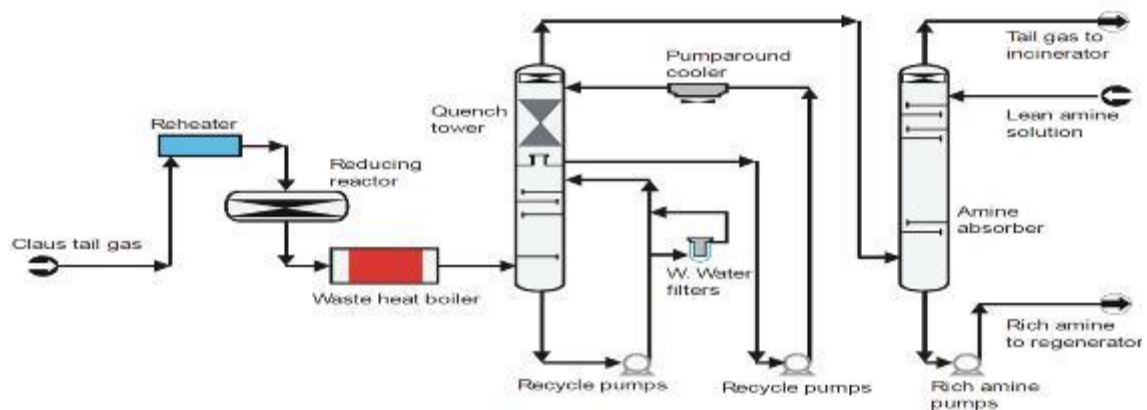 Tail gas to
incinerator
Pumparound
cooler
Quench
tower
Lean amine
solution
Reheater
Reducing
reactor
Amine
absorber
Claus tail gas
W. Water
filters
Waste heat boiler
Rich amine
to regenerator
Recycle pumps
Recycle pumps
Rich amine
pumps